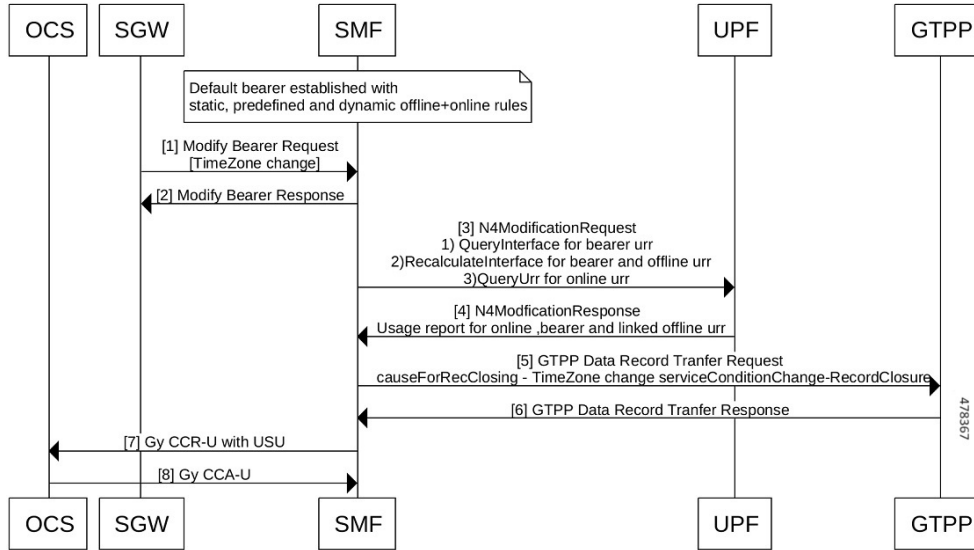 OCS SGW SMF UPF GTPP
Default bearer established with
static, predefined and dynamic offline+online rules
[1] Modify Bearer Request
[TimeZone change]
[2] Modify Bearer Response
[3] N4ModificationRequest
1) QueryInterface for bearer urr
2)RecalculateInterface for bearer and offline urr
3)QueryUrr for online urr
[4] N4ModficationResponse
Usage report for online ,bearer and linked offline urr
[5] GTPP Data Record Tranfer Request
causeForRecClosing - TimeZone change serviceConditionChange-RecordClosure
[6] GTPP Data Record Tranfer Response
478367
[7] Gy CCR-U with USU
[8] Gy CCA-U
OCS SGW SMF UPF GTPP